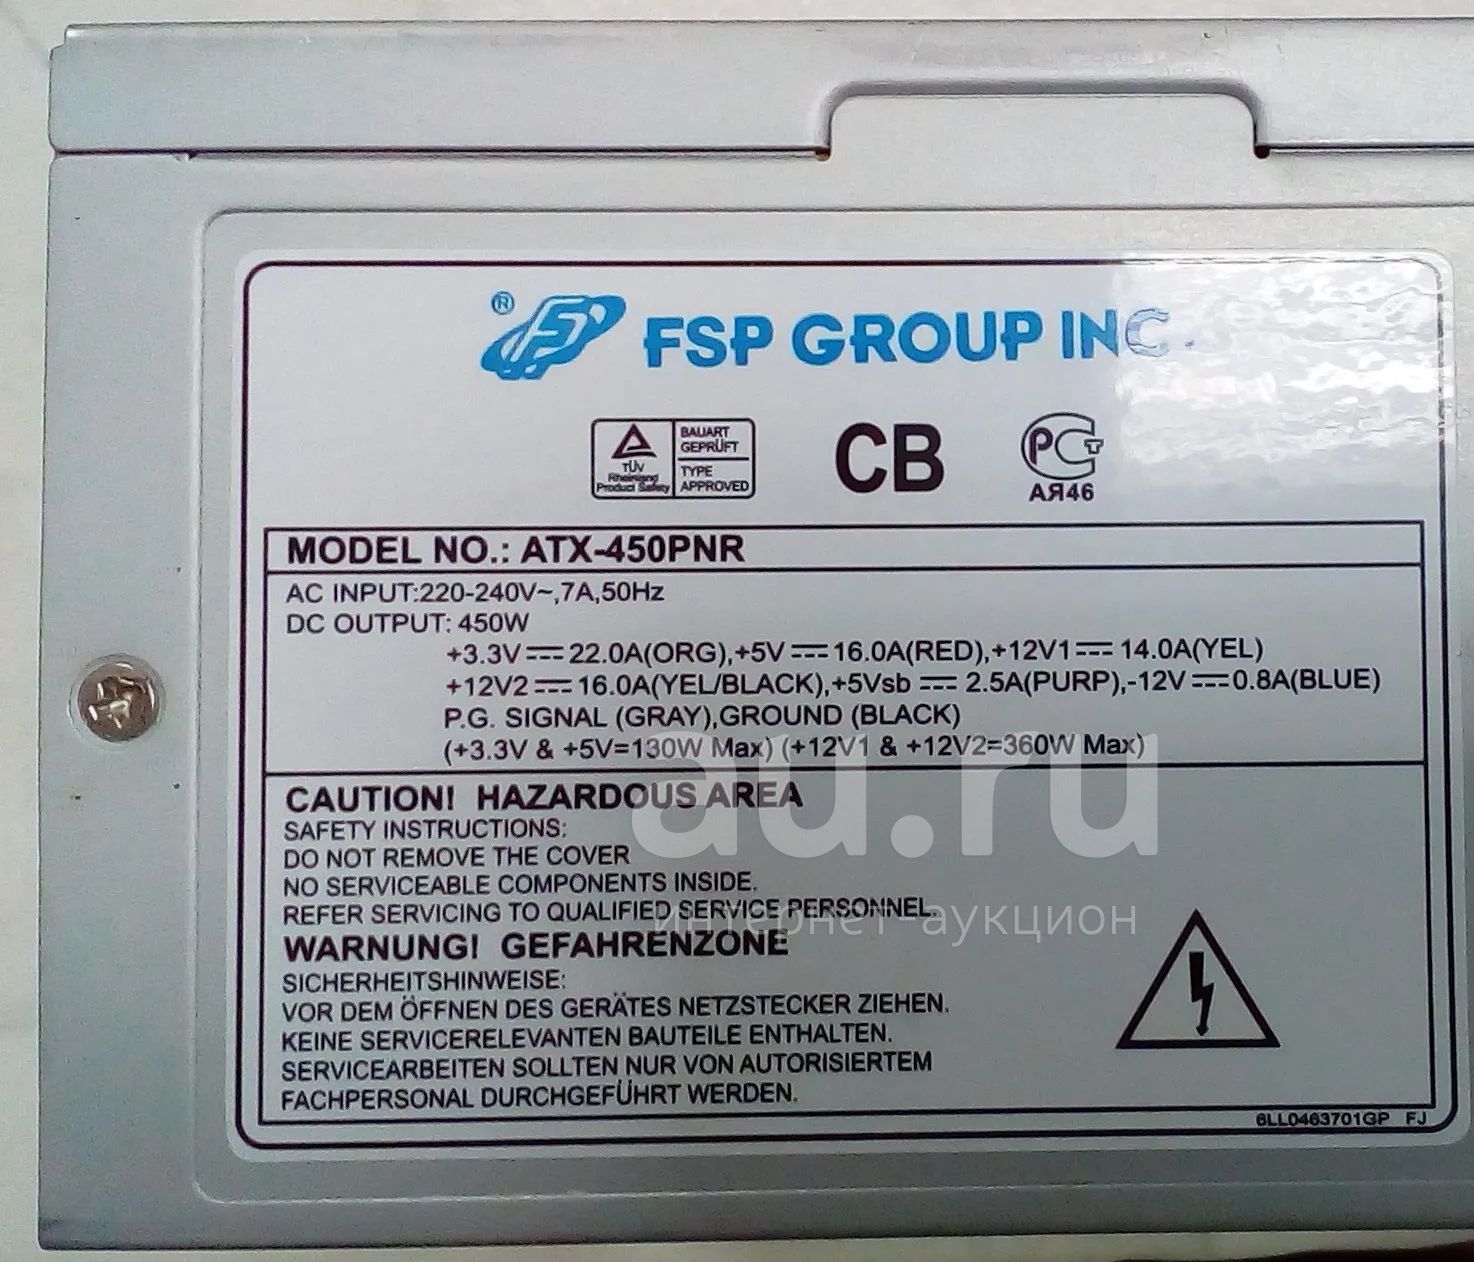 ® FSP GROUP INC.
TÜV Rheinland Product Safety
BAUART GEPRÜFT
TYPE APPROVED
CB
РСТ
АЯ46
MODEL NO.: ATX-450PNR
AC INPUT:220-240V~,7A,50Hz
DC OUTPUT: 450W
+3.3V⎓22.0A(ORG),+5V⎓16.0A(RED),+12V1⎓14.0A(YEL)
+12V2⎓16.0A(YEL/BLACK),+5Vsb⎓2.5A(PURP),-12V⎓0.8A(BLUE)
P.G. SIGNAL (GRAY),GROUND (BLACK)
(+3.3V & +5V=130W Max) (+12V1 & +12V2=360W Max)
CAUTION! HAZARDOUS AREA
SAFETY INSTRUCTIONS:
DO NOT REMOVE THE COVER
NO SERVICEABLE COMPONENTS INSIDE.
REFER SERVICING TO QUALIFIED SERVICE PERSONNEL.
WARNUNG! GEFAHRENZONE
SICHERHEITSHINWEISE:
VOR DEM ÖFFNEN DES GERÄTES NETZSTECKER ZIEHEN.
KEINE SERVICERELEVANTEN BAUTEILE ENTHALTEN.
SERVICEARBEITEN SOLLTEN NUR VON AUTORISIERTEM
FACHPERSONAL DURCHGEFÜHRT WERDEN.
6LL0463701GP FJ
au.ru
интернет-аукцион